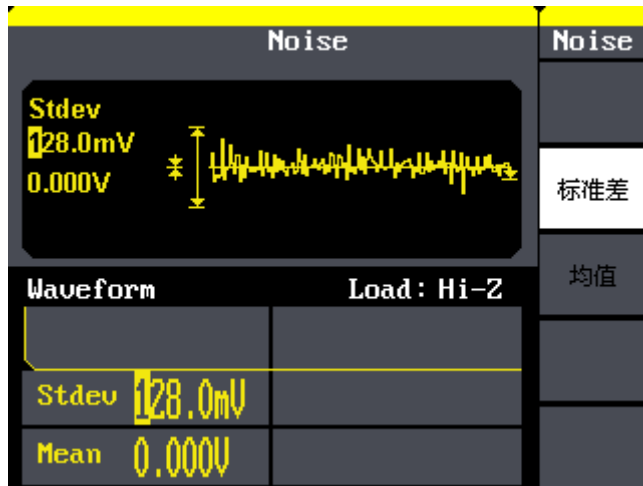 Noise
Noise
Stdev
128.0mV
0.000V
标准差
均值
Waveform
Load: Hi-Z
Stdev 128.0mV
Mean 0.000V